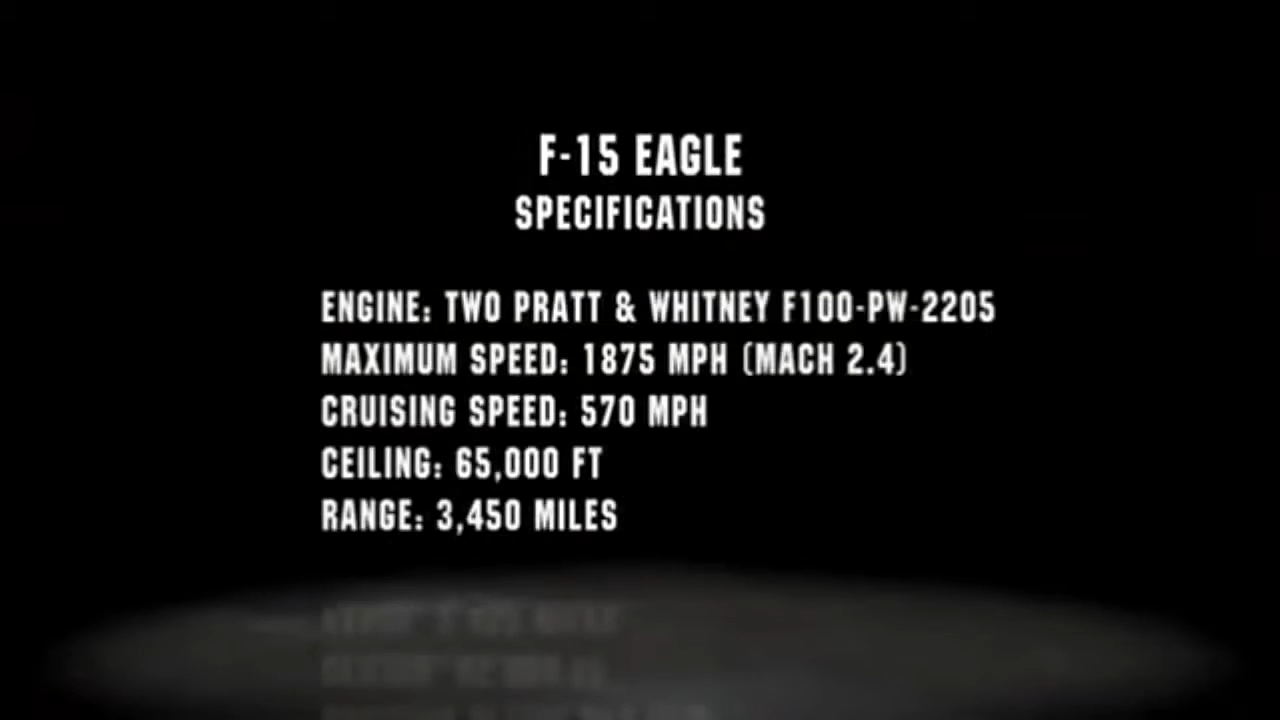 F-15 EAGLE
SPECIFICATIONS
ENGINE: TWO PRATT & WHITNEY F100-PW-2205
MAXIMUM SPEED: 1875 MPH (MACH 2.4)
CRUISING SPEED: 570 MPH
CEILING: 65,000 FT
RANGE: 3,450 MILES